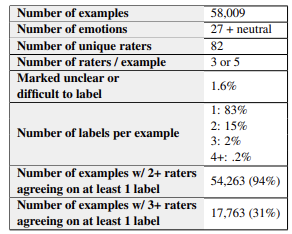 Number of examples 58,009
Number of emotions 27 + neutral
Number of unique raters 82
Number of raters / example 3 or 5
Marked unclear or
difficult to label 1.6%
Number of labels per example
1: 83%
2: 15%
3: 2%
4+: .2%
Number of examples w/ 2+ raters
agreeing on at least 1 label 54,263 (94%)
Number of examples w/ 3+ raters
agreeing on at least 1 label 17,763 (31%)